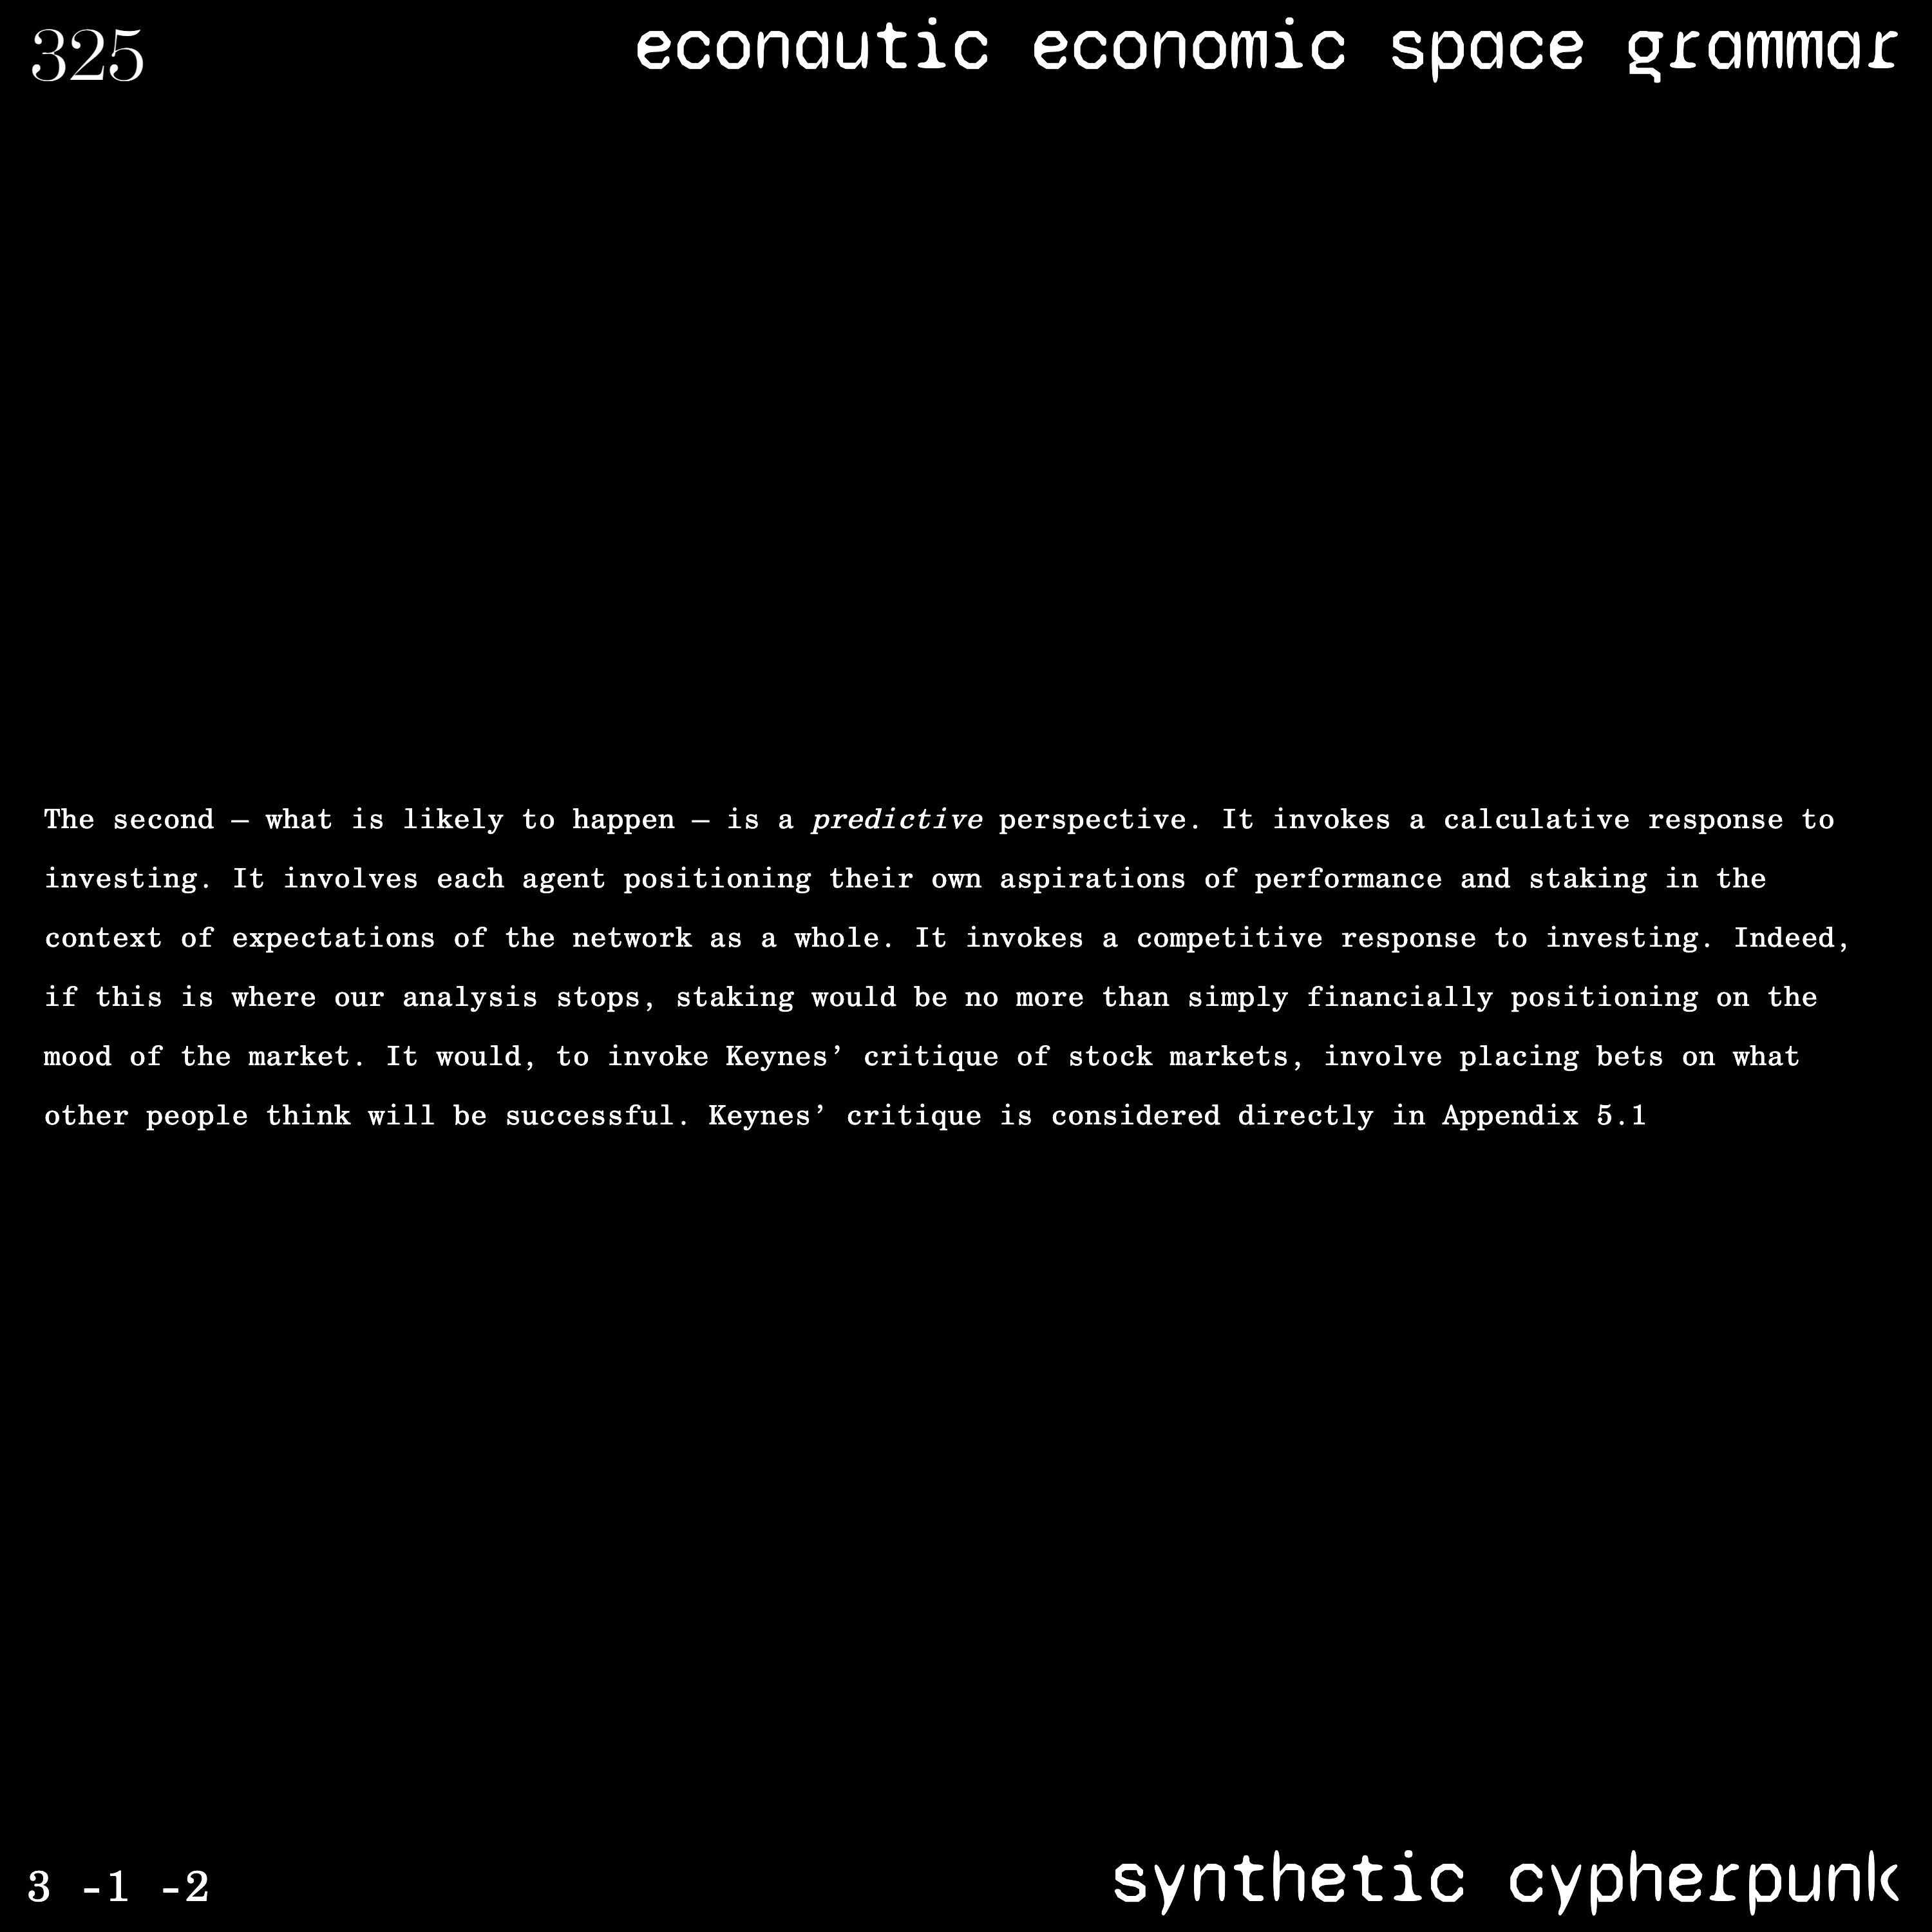 325
econautic economic space grammar
The second — what is likely to happen — is a predictive perspective. It invokes a calculative response to
investing. It involves each agent positioning their own aspirations of performance and staking in the
context of expectations of the network as a whole. It invokes a competitive response to investing. Indeed,
if this is where our analysis stops, staking would be no more than simply financially positioning on the
mood of the market. It would, to invoke Keynes’ critique of stock markets, involve placing bets on what
other people think will be successful. Keynes’ critique is considered directly in Appendix 5.1
3 -1 -2
synthetic cypherpunk